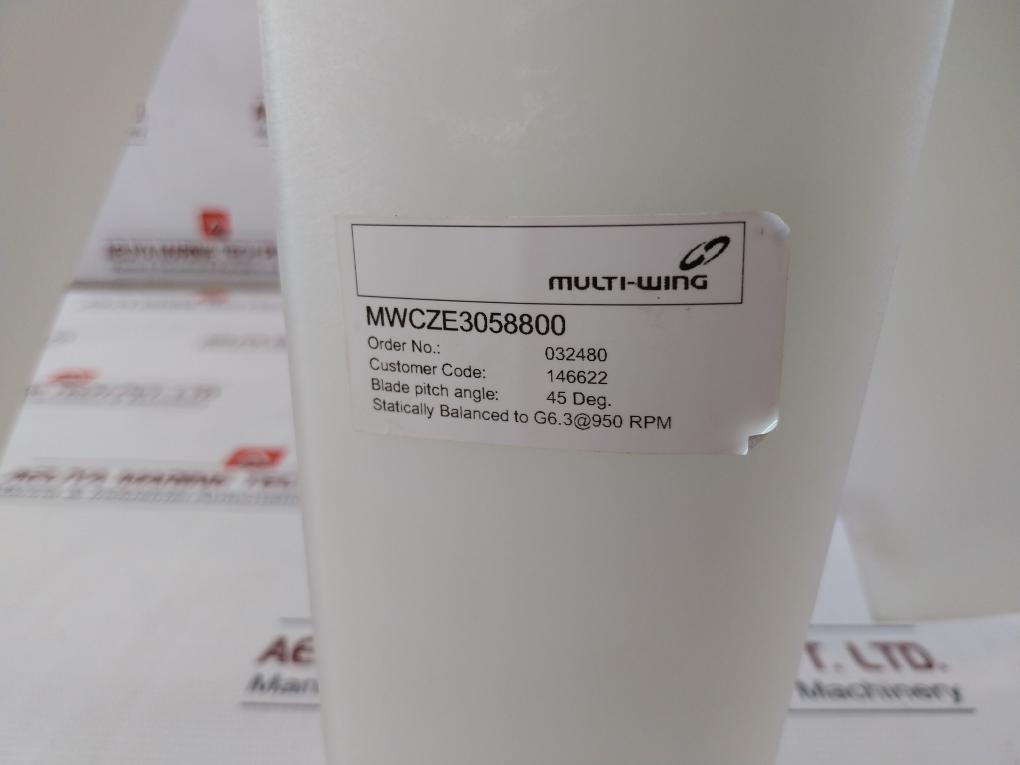 MULTI-WING
MWCZE3058800
Order No.: 032480
Customer Code: 146622
Blade pitch angle: 45 Deg.
Statically Balanced to G6.3@950 RPM
LTD.
Machinery